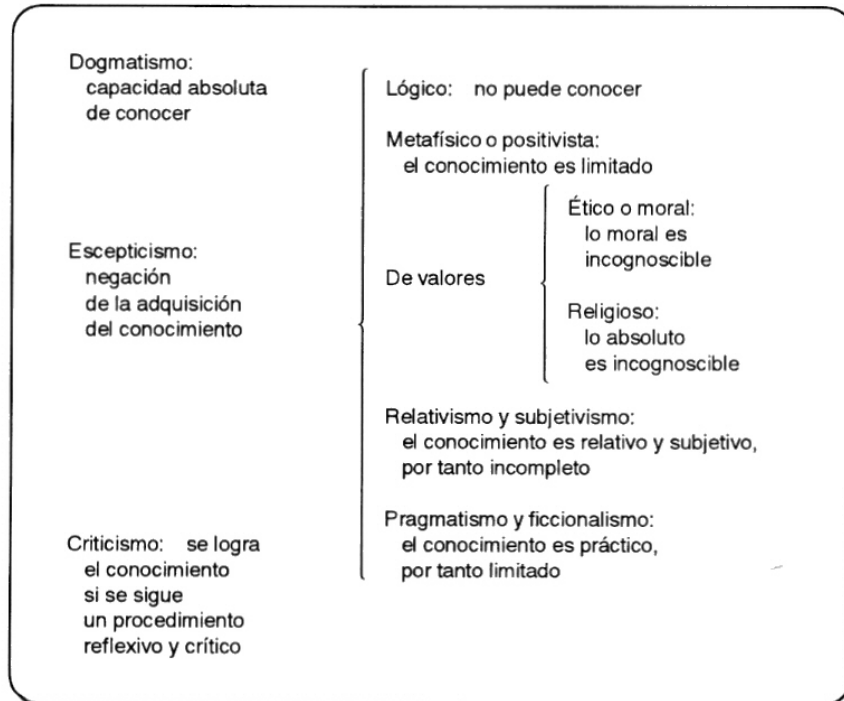 Dogmatismo:
capacidad absoluta
de conocer
Escepticismo:
negación
de la adquisición
del conocimiento
Lógico: no puede conocer
Metafísico o positivista:
el conocimiento es limitado
De valores
Ético o moral:
lo moral es
incognoscible
Religioso:
lo absoluto
es incognoscible
Relativismo y subjetivismo:
el conocimiento es relativo y subjetivo,
por tanto incompleto
Pragmatismo y ficcionalismo:
el conocimiento es práctico,
por tanto limitado
Criticismo: se logra
el conocimiento
si se sigue
un procedimiento
reflexivo y crítico